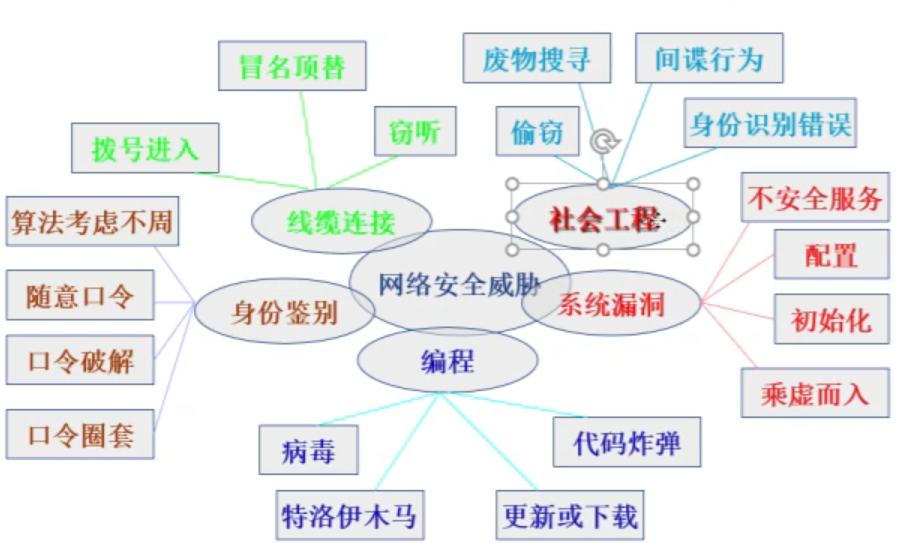 废物搜寻
间谍行为
冒名顶替
偷窃
身份识别错误
窃听
拨号进入
不安全服务
算法考虑不周
线缆连接
社会工程
配置
网络安全威胁
随意口令
身份鉴别
系统漏洞
初始化
口令破解
编程
乘虚而入
口令圈套
病毒
代码炸弹
特洛伊木马
更新或下载